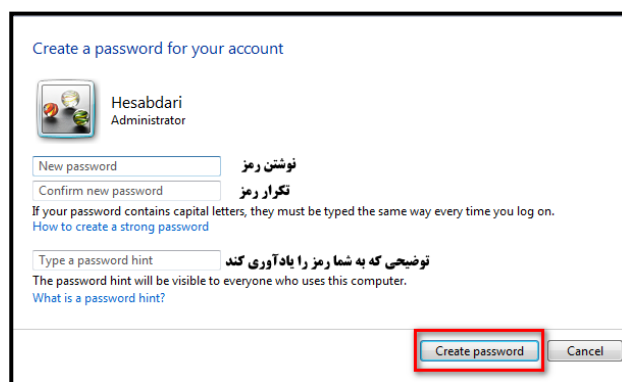 Create a password for your account
Hesabdari
Administrator
New password نوشتن رمز
Confirm new password تکرار رمز
If your password contains capital letters, they must be typed the same way every time you log on.
How to create a strong password
Type a password hint توضیحی که به شما رمز را یادآوری کند
The password hint will be visible to everyone who uses this computer.
What is a password hint?
Create password Cancel